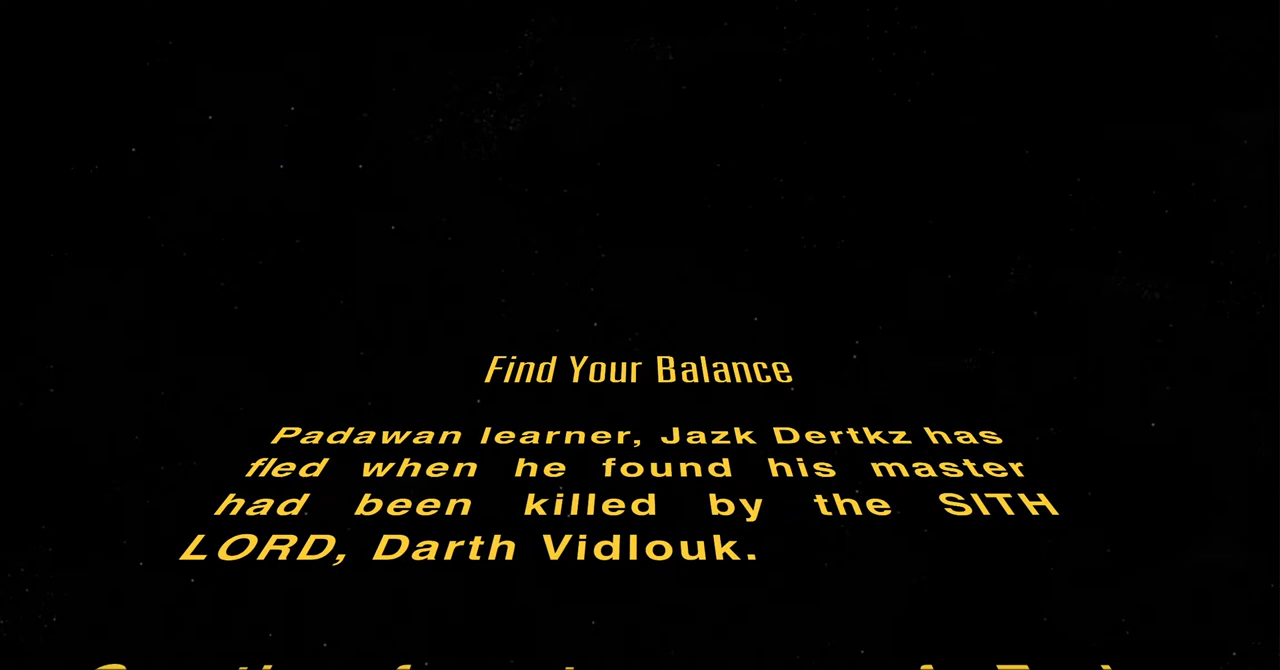 Find Your Balance
Padawan learner, Jazk Dertkz has
fled when he found his master
had been killed by the SITH
LORD, Darth Vidlouk.